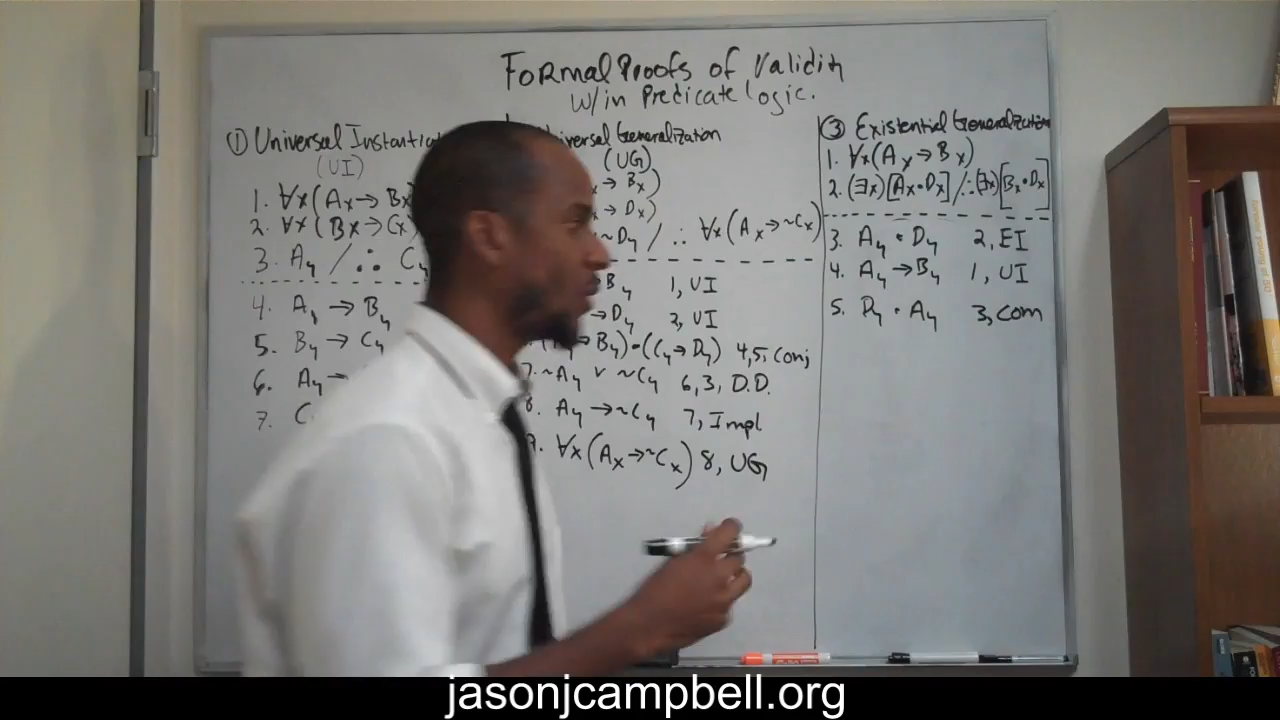 Formal Proofs of Validity
w/in Predicate logic.
① Universal
(UI)
1. ∀x(Ax→Bx
2. ∀x(Bx→Cx
3. Ay /∴ Cy
4. Ay → By
5. By → Cy
6. Ay →
7. C
Generalization
(UG)
→ Bx)
→ Dx)
~Dy /∴ ∀x(Ax→~Cx)
By 1, UI
→Dy 2, UI
→ By)•(Cy→Dy) 4,5, Conj
7. ~Ay v ~Cy 6,3, D.D.
8. Ay →~Cy 7, Impl
9. ∀x(Ax→~Cx) 8, UG
③ Existential Generalization
1. ∀x(Ax→Bx)
2. (∃x)[Ax•Dx] /∴(∃x)[Bx•Dx]
3. Ay • Dy 2, EI
4. Ay →By 1, UI
5. Dy • Ay 3, com
jasonjcampbell.org